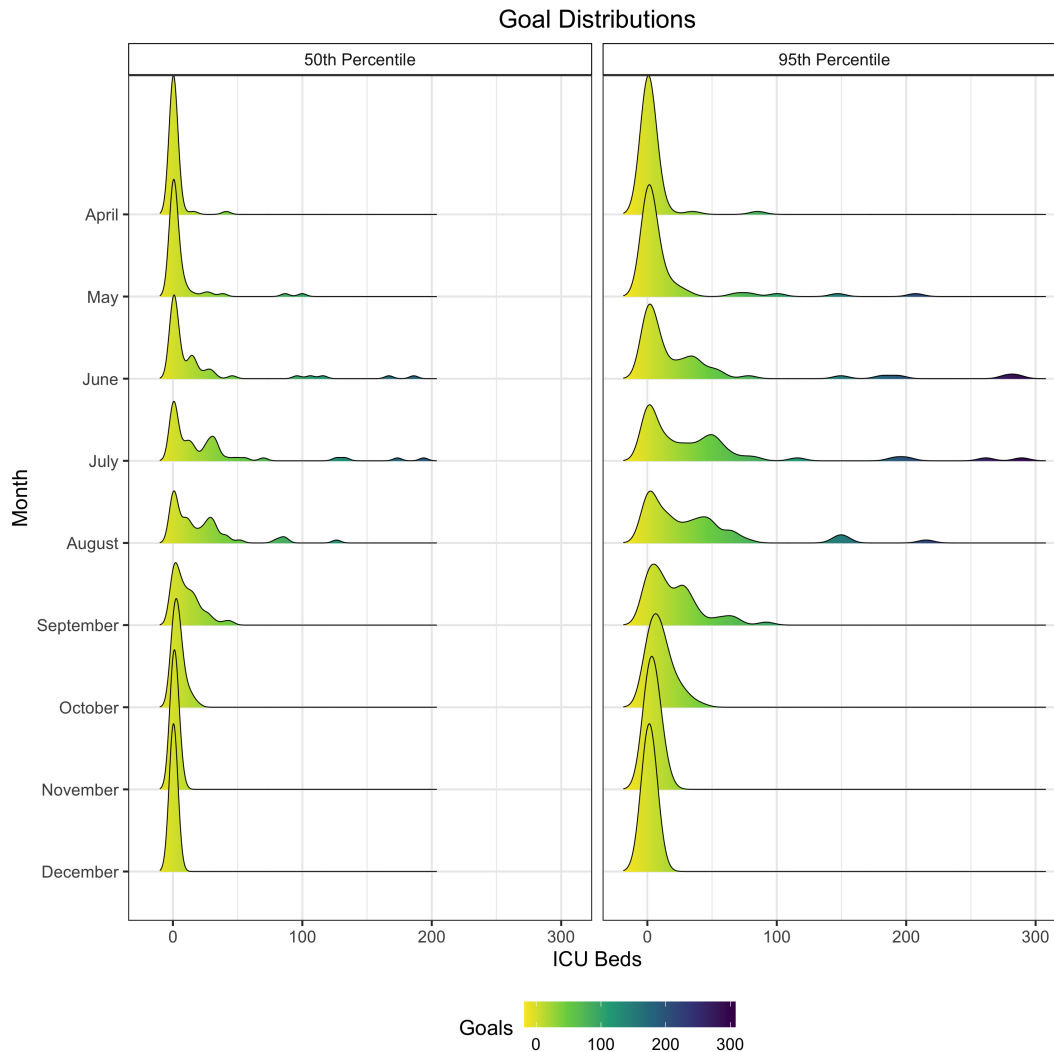 Goal Distributions
50th Percentile
95th Percentile
Month
April
May
June
July
August
September
October
November
December
0 100 200 300
0 100 200 300
ICU Beds
Goals
0 100 200 300